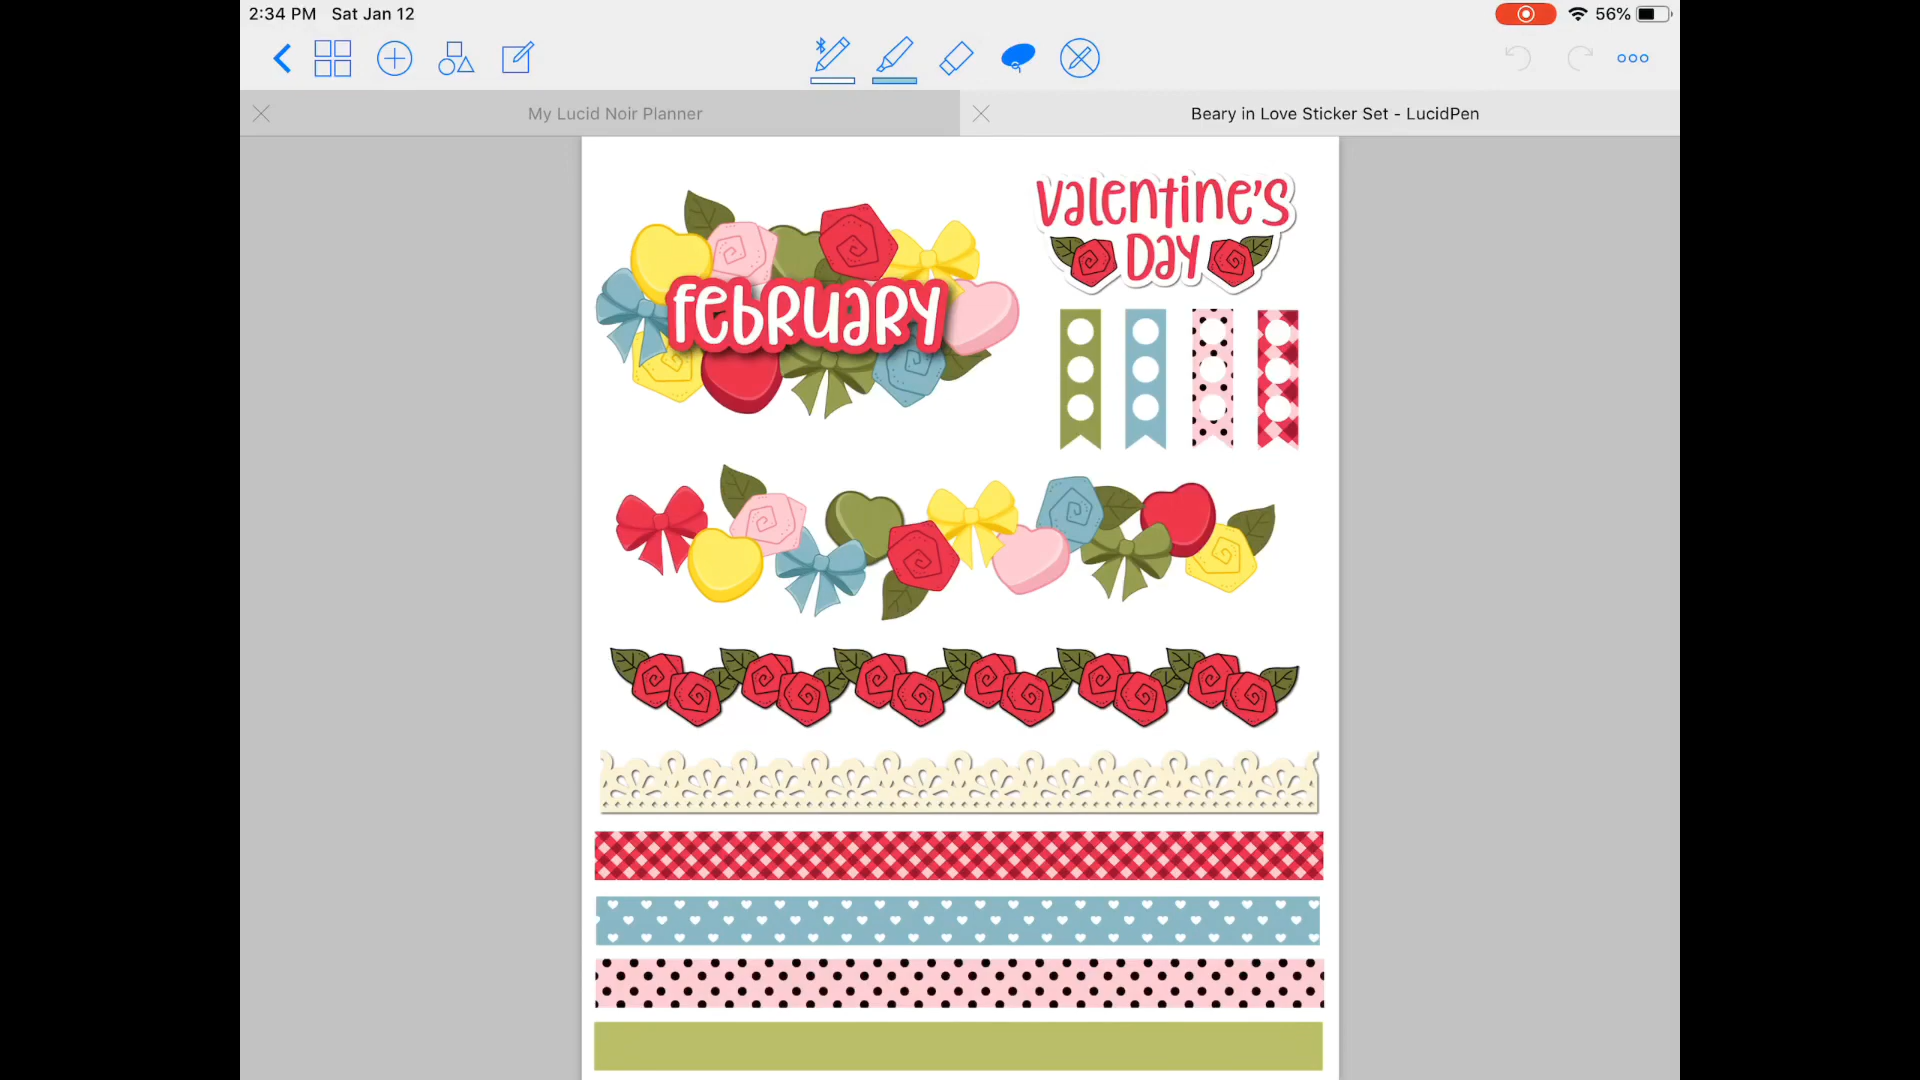 2:34 PM Sat Jan 12
56%
My Lucid Noir Planner
Beary in Love Sticker Set - LucidPen
valentine's
Day
february